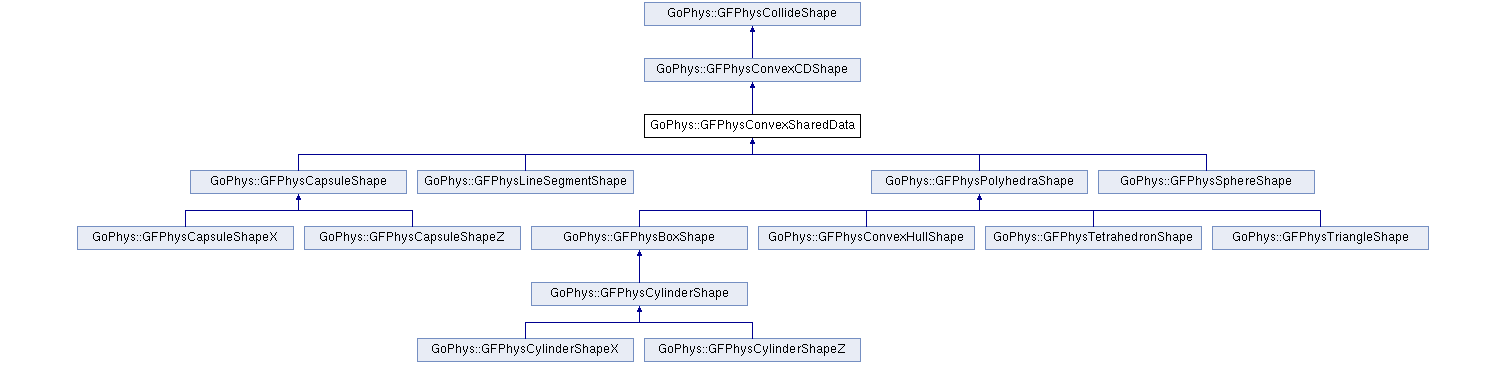 GoPhys::GFPhysCollideShape
GoPhys::GFPhysConvexCDShape
GoPhys::GFPhysConvexSharedData
GoPhys::GFPhysCapsuleShape
GoPhys::GFPhysLineSegmentShape
GoPhys::GFPhysPolyhedraShape
GoPhys::GFPhysSphereShape
GoPhys::GFPhysCapsuleShapeX
GoPhys::GFPhysCapsuleShapeZ
GoPhys::GFPhysBoxShape
GoPhys::GFPhysConvexHullShape
GoPhys::GFPhysTetrahedronShape
GoPhys::GFPhysTriangleShape
GoPhys::GFPhysCylinderShape
GoPhys::GFPhysCylinderShapeX
GoPhys::GFPhysCylinderShapeZ